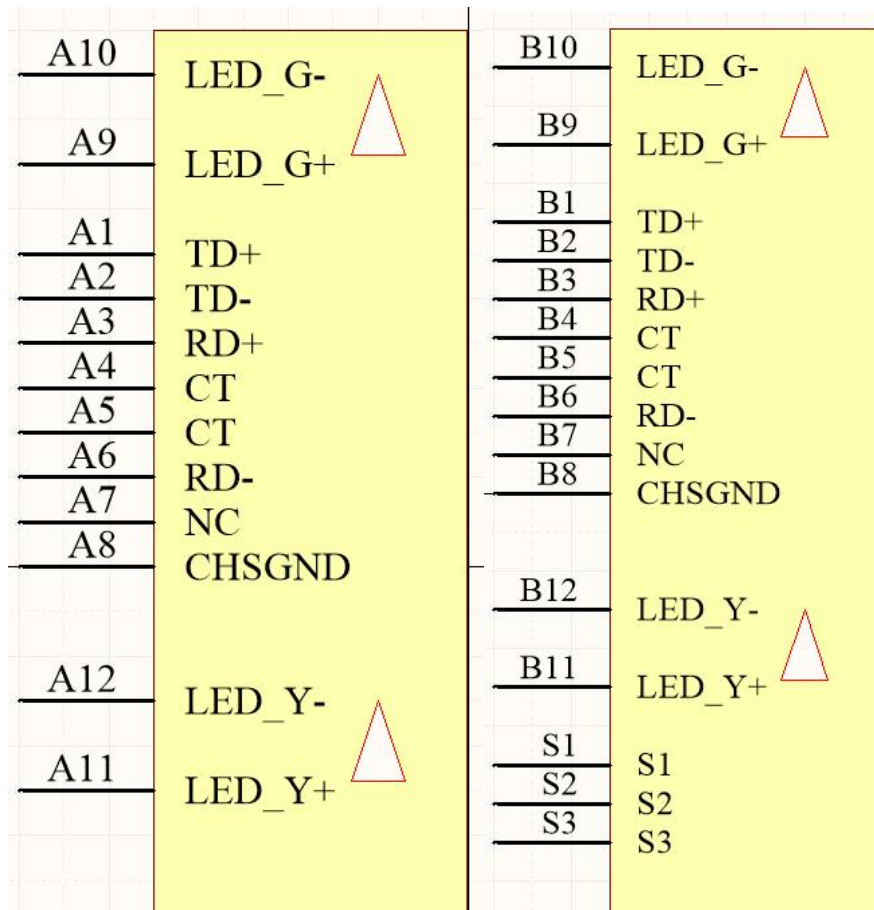 A10 LED_G-
A9 LED_G+
A1 TD+
A2 TD-
A3 RD+
A4 CT
A5 CT
A6 RD-
A7 NC
A8 CHSGND
A12 LED_Y-
A11 LED_Y+
B10 LED_G-
B9 LED_G+
B1 TD+
B2 TD-
B3 RD+
B4 CT
B5 CT
B6 RD-
B7 NC
B8 CHSGND
B12 LED_Y-
B11 LED_Y+
S1 S1
S2 S2
S3 S3